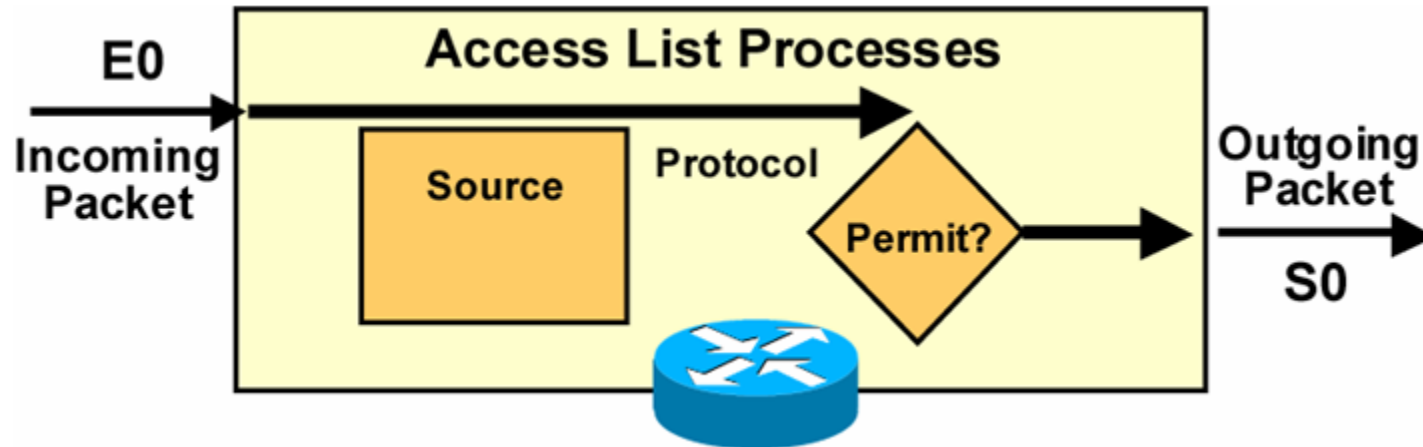 Access List Processes
E0
Incoming
Packet
Source
Protocol
Permit?
Outgoing
Packet
S0